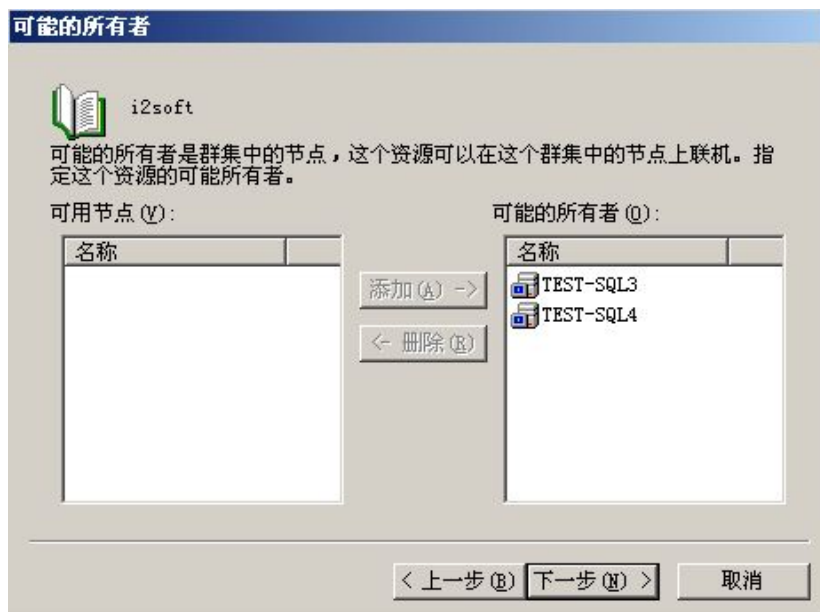 可能的所有者
i2soft
可能的所有者是群集中的节点，这个资源可以在这个群集中的节点上联机。指
定这个资源的可能所有者。
可用节点(V):
可能的所有者(O):
名称
名称
TEST-SQL3
TEST-SQL4
添加(A) ->
<- 删除(R)
< 上一步(B)
下一步(N) >
取消